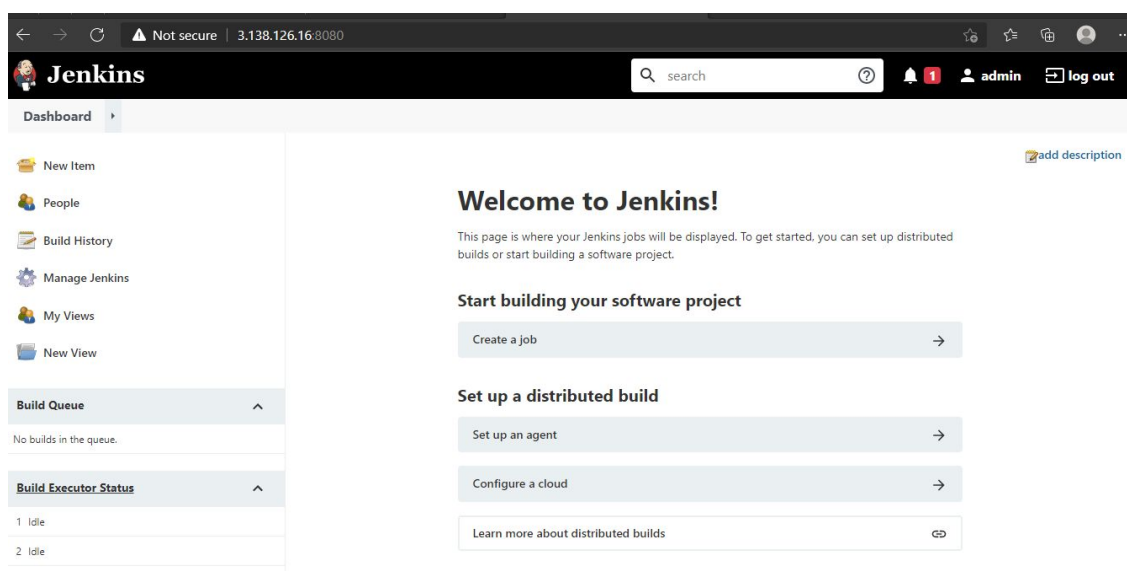 Not secure | 3.138.126.16:8080
Jenkins
search
1
admin
log out
Dashboard
add description
New Item
People
Build History
Manage Jenkins
My Views
New View
Build Queue
No builds in the queue.
Build Executor Status
1 Idle
2 Idle
Welcome to Jenkins!
This page is where your Jenkins jobs will be displayed. To get started, you can set up distributed
builds or start building a software project.
Start building your software project
Create a job
Set up a distributed build
Set up an agent
Configure a cloud
Learn more about distributed builds